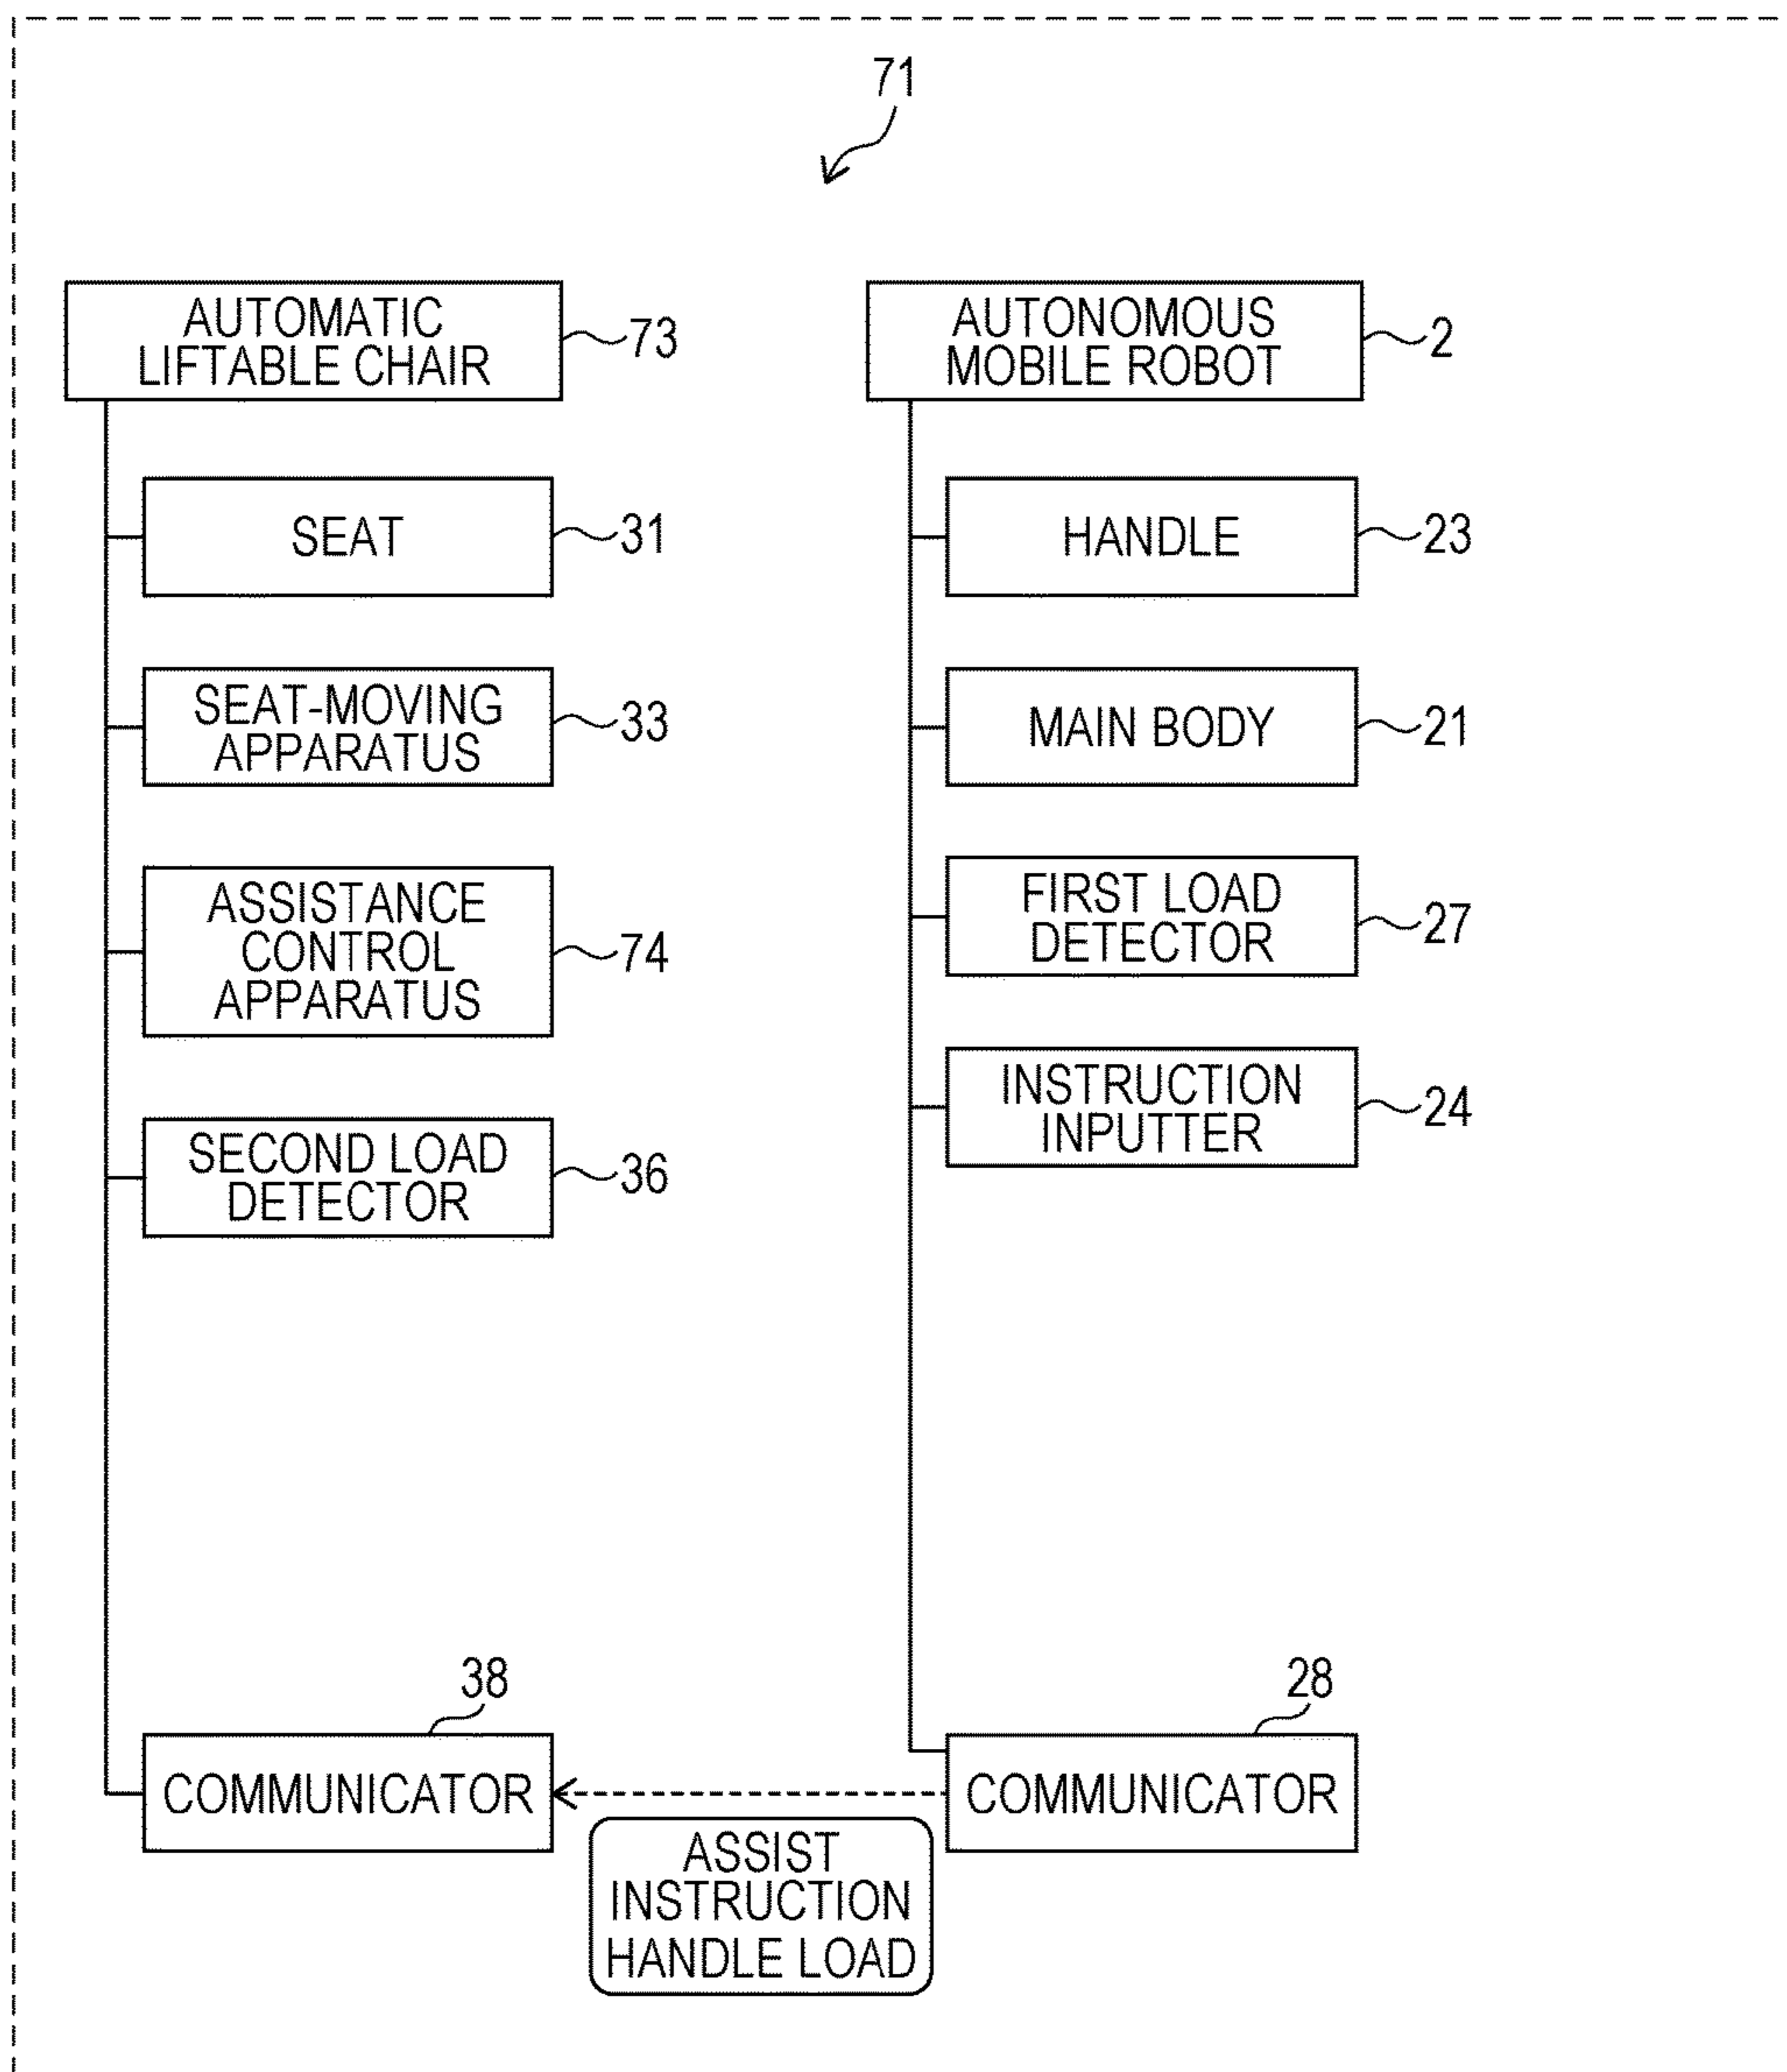 71
AUTOMATIC
LIFTABLE CHAIR
73
SEAT
31
SEAT-MOVING
APPARATUS
33
ASSISTANCE
CONTROL
APPARATUS
74
SECOND LOAD
DETECTOR
36
38
COMMUNICATOR
AUTONOMOUS
MOBILE ROBOT
2
HANDLE
23
MAIN BODY
21
FIRST LOAD
DETECTOR
27
INSTRUCTION
INPUTTER
24
28
COMMUNICATOR
ASSIST
INSTRUCTION
HANDLE LOAD